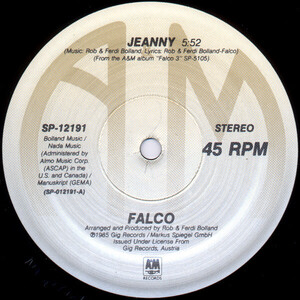 JEANNY 5:52
(Music: Rob & Ferdi Bolland, Lyrics: Rob & Ferdi Bolland-Falco)
(From the A&M album "Falco 3" SP-5105)
SP-12191
Bolland Music /
Nada Music
(Administered by
Almo Music Corp.
(ASCAP) in the
U.S. and Canada) /
Manuskript (GEMA)
(SP-012191-A)
STEREO
45 RPM
FALCO
Arranged and Produced by Rob & Ferdi Bolland
℗1985 Gig Records / Markus Spiegel GmbH
Issued Under License From
Gig Records, Austria
A&M
RECORDS